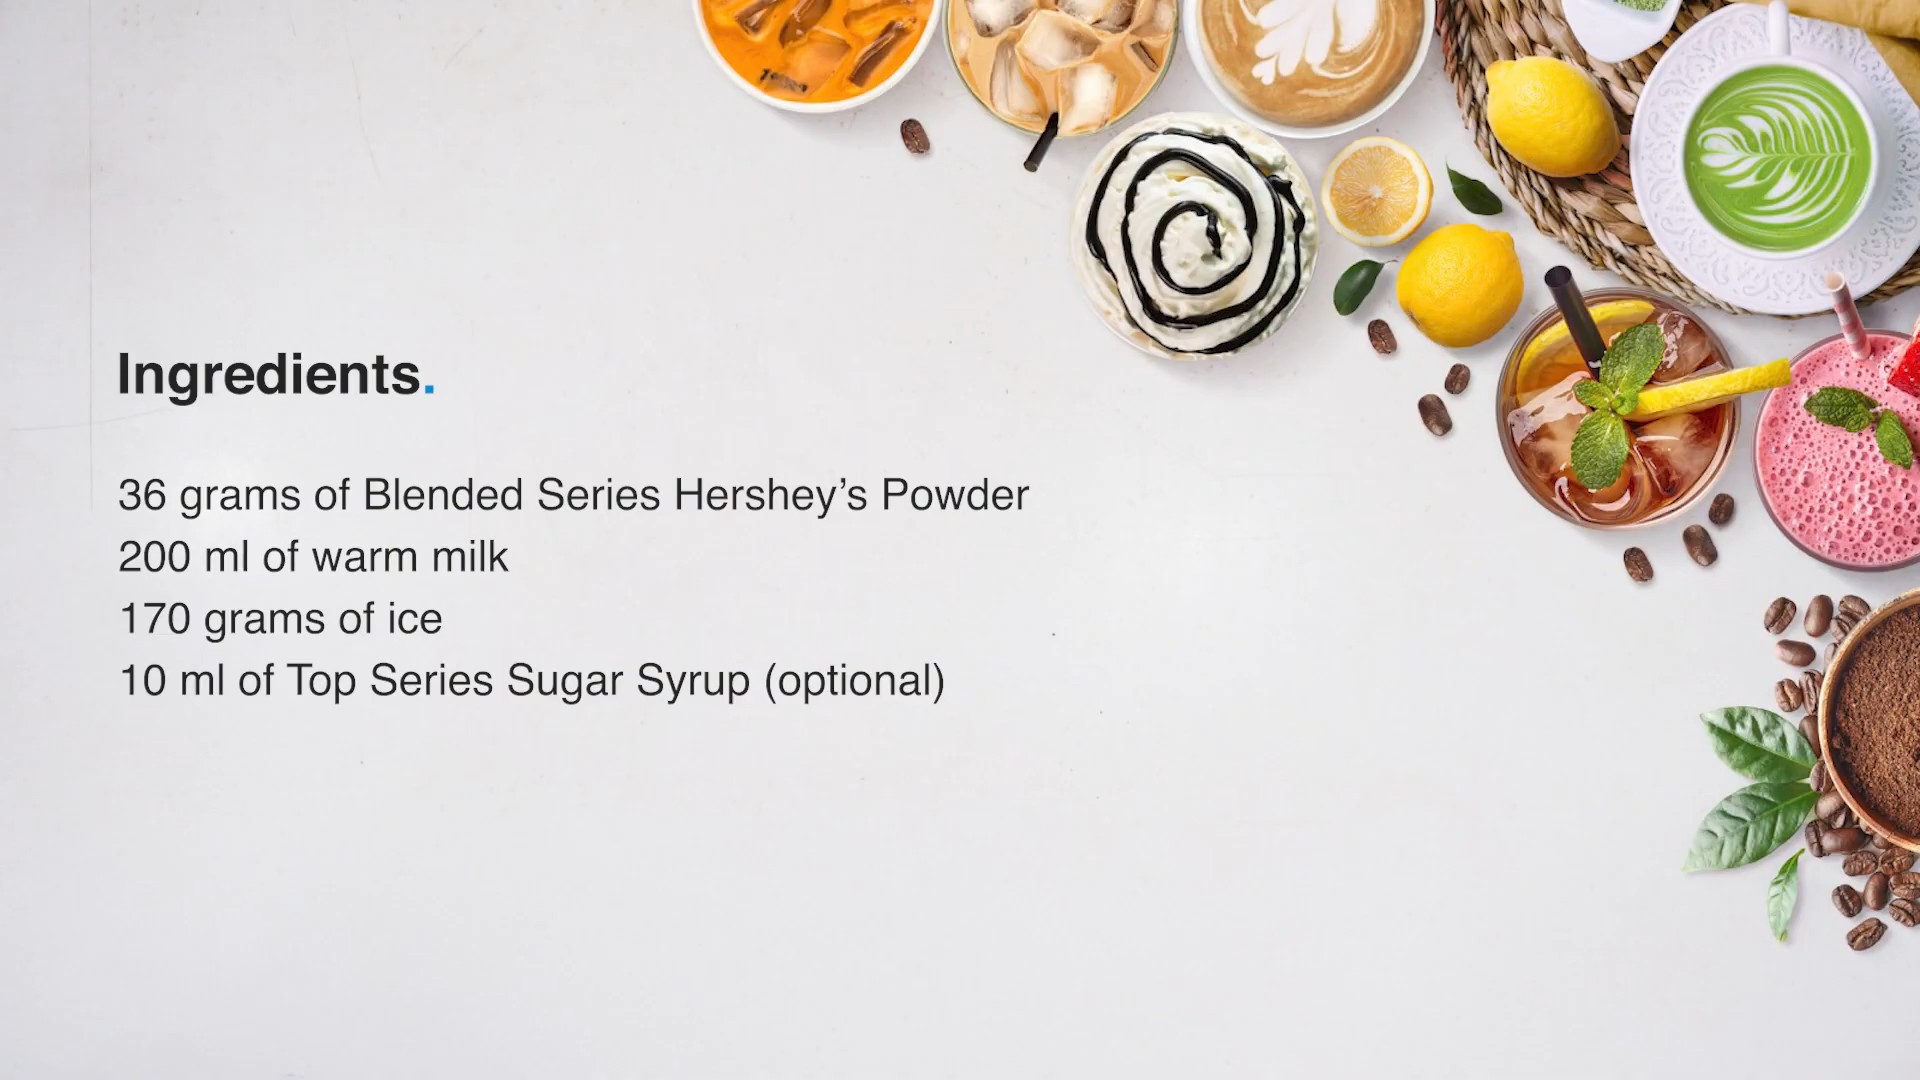 Ingredients.
36 grams of Blended Series Hershey’s Powder
200 ml of warm milk
170 grams of ice
10 ml of Top Series Sugar Syrup (optional)